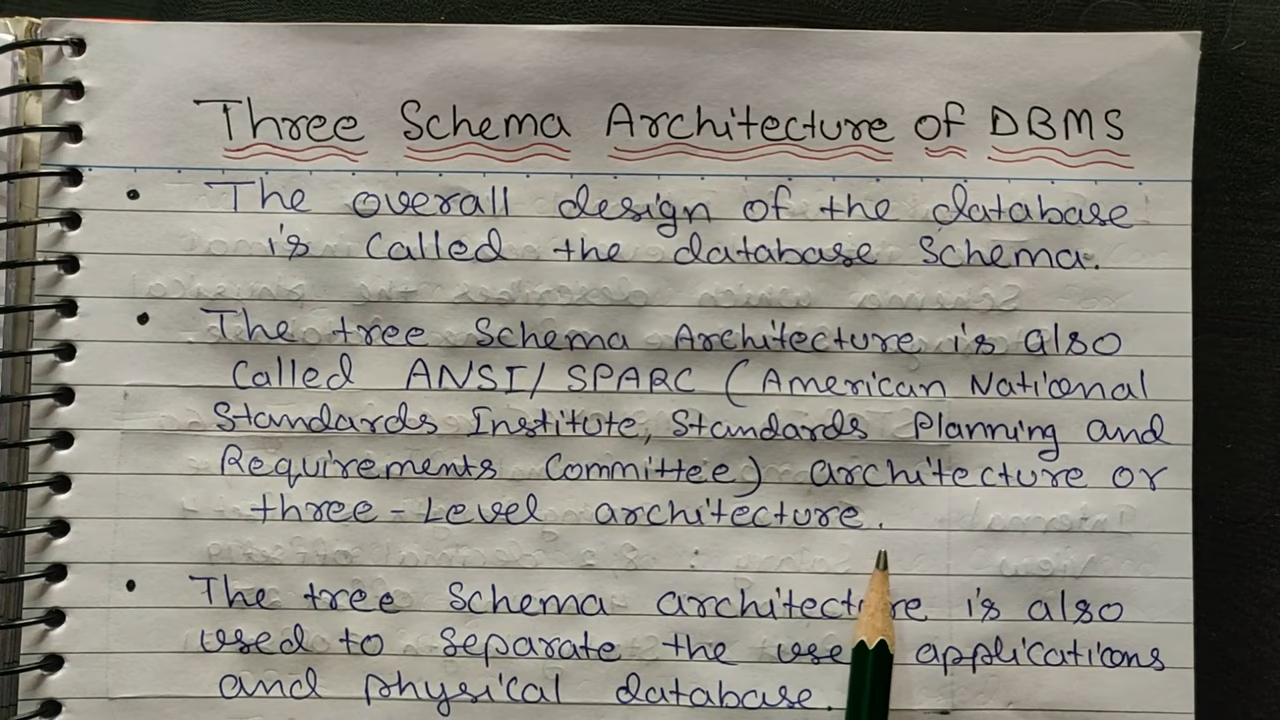 Three Schema Architecture of DBMS
• The overall design of the database
is called the database Schema.
• The tree Schema Architecture is also
called ANSI/SPARC (American National
Standards Institute, Standards Planning and
Requirements Committee) architecture or
three-Level architecture.
• The tree Schema architecture is also
used to separate the use applications
and physical database.